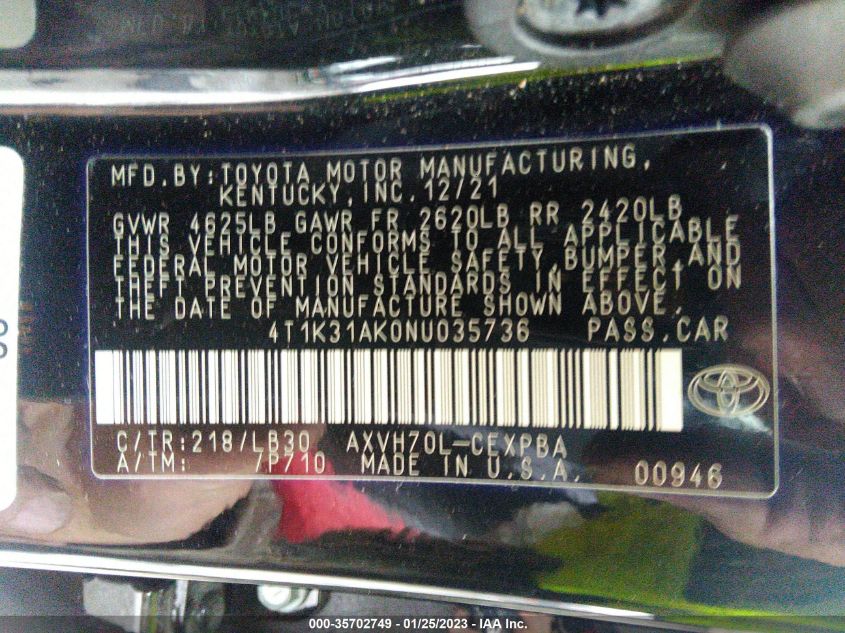 MFD.BY:TOYOTA MOTOR MANUFACTURING,
KENTUCKY,INC.12/21
GVWR 4625LB GAWR FR 2620LB RR 2420LB
THIS VEHICLE CONFORMS TO ALL APPLICABLE
FEDERAL MOTOR VEHICLE SAFETY,BUMPER,AND
THEFT PREVENTION STANDARDS IN EFFECT ON
THE DATE OF MANUFACTURE SHOWN ABOVE.
4T1K31AK0NU035736 PASS.CAR
C/TR:218/LB30 AXVH70L-CEXPBA
A/TM: 7P710 MADE IN U.S.A. 00946
000-35702749 - 01/25/2023 - IAA Inc.